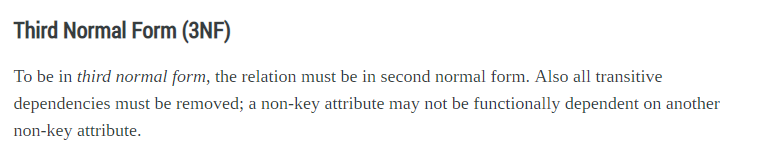 Third Normal Form (3NF)
To be in third normal form, the relation must be in second normal form. Also all transitive
dependencies must be removed; a non-key attribute may not be functionally dependent on another
non-key attribute.